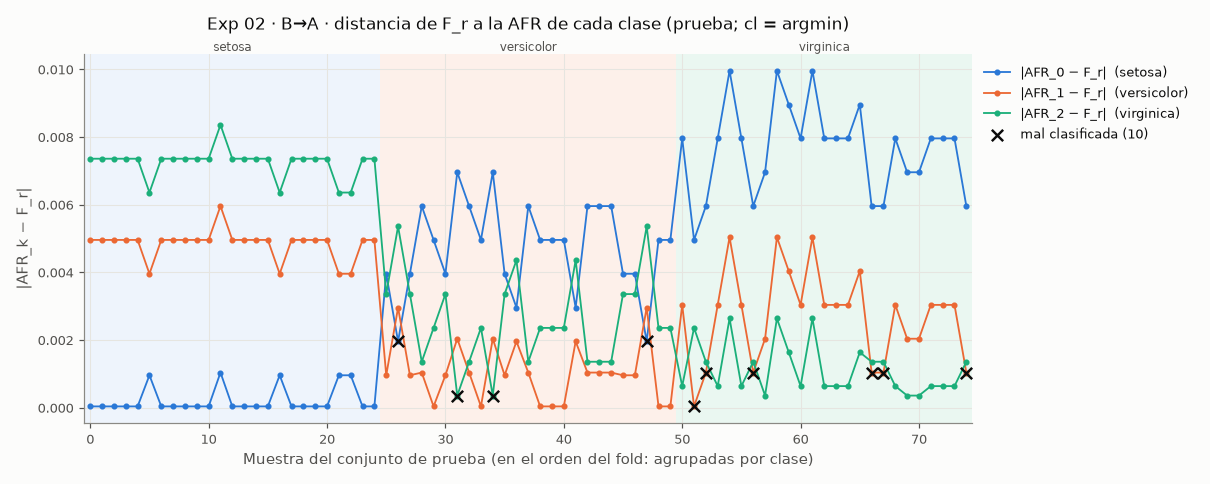 Exp 02 · B→A · distancia de F_r a la AFR de cada clase (prueba; cl = argmin)
setosa
versicolor
virginica
|AFR_0 − F_r| (setosa)
|AFR_1 − F_r| (versicolor)
|AFR_2 − F_r| (virginica)
mal clasificada (10)
|AFR_k − F_r|
0.010
0.008
0.006
0.004
0.002
0.000
0 10 20 30 40 50 60 70
Muestra del conjunto de prueba (en el orden del fold: agrupadas por clase)